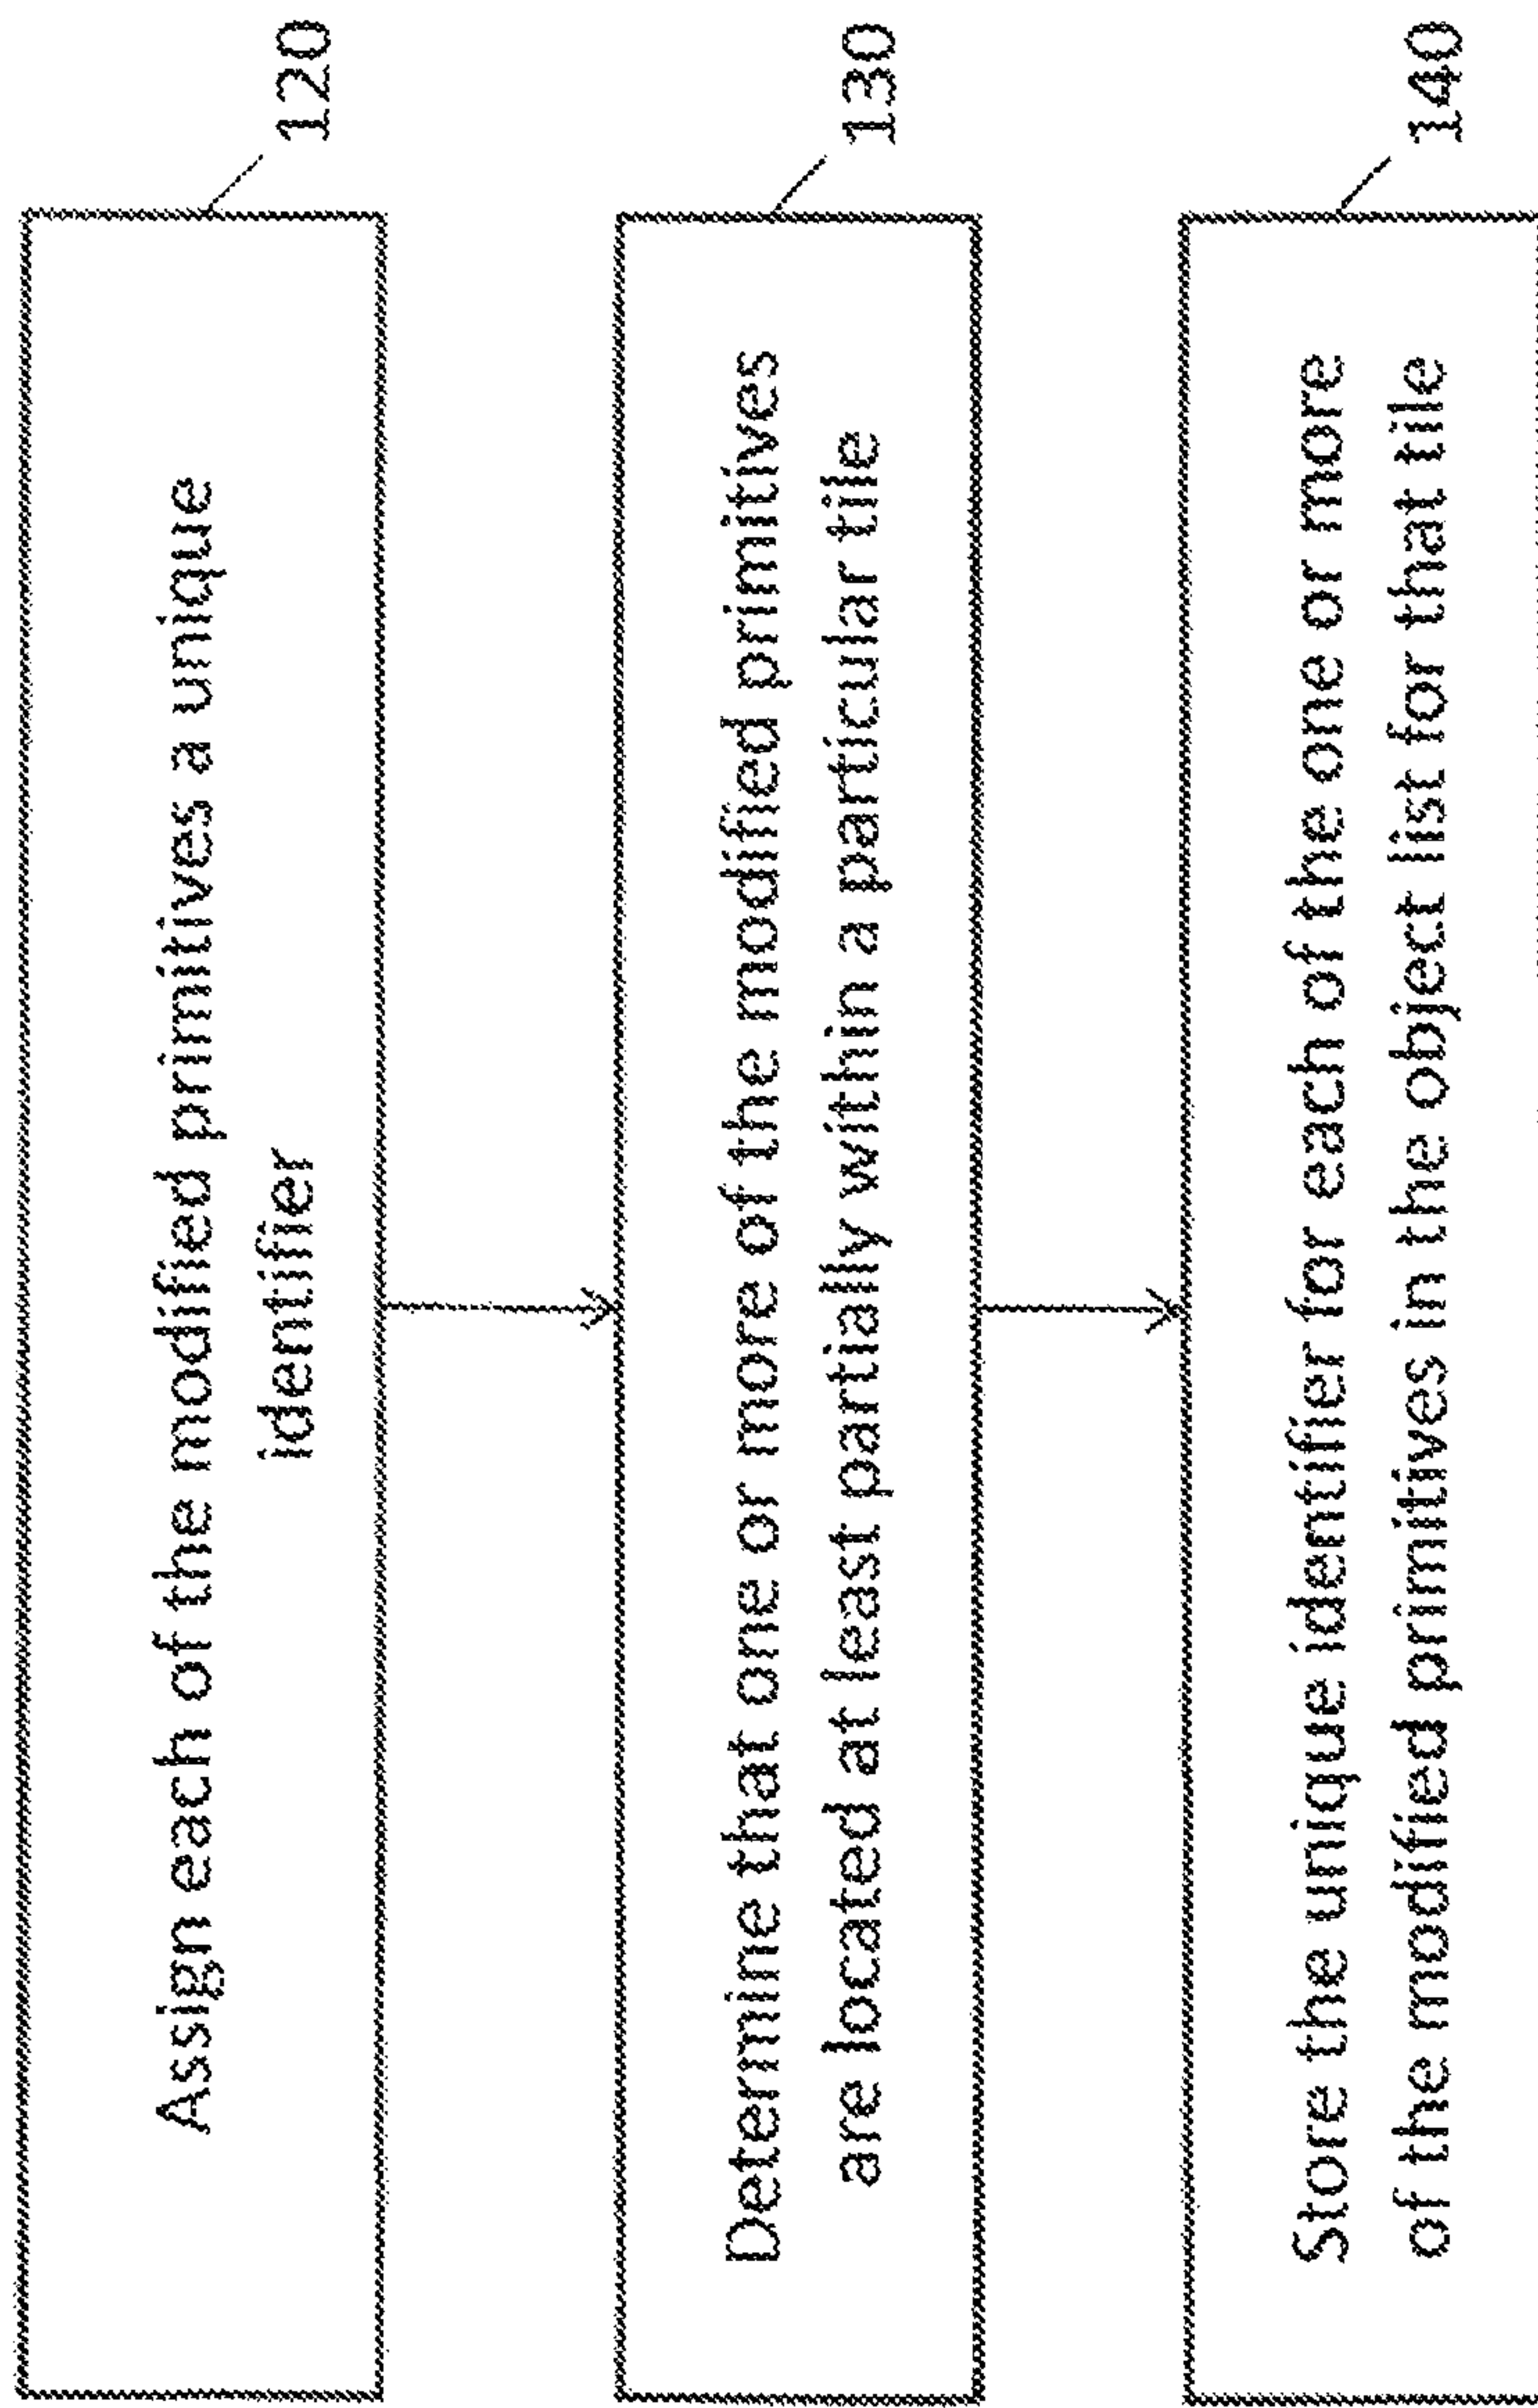 Assign each of the modified primitives a unique
identifier
120
Determine that one or more of the modified primitives
are located at least partially within a particular tile
130
Store the unique identifier for each of the one or more
of the modified primitives in the object list for that tile
140